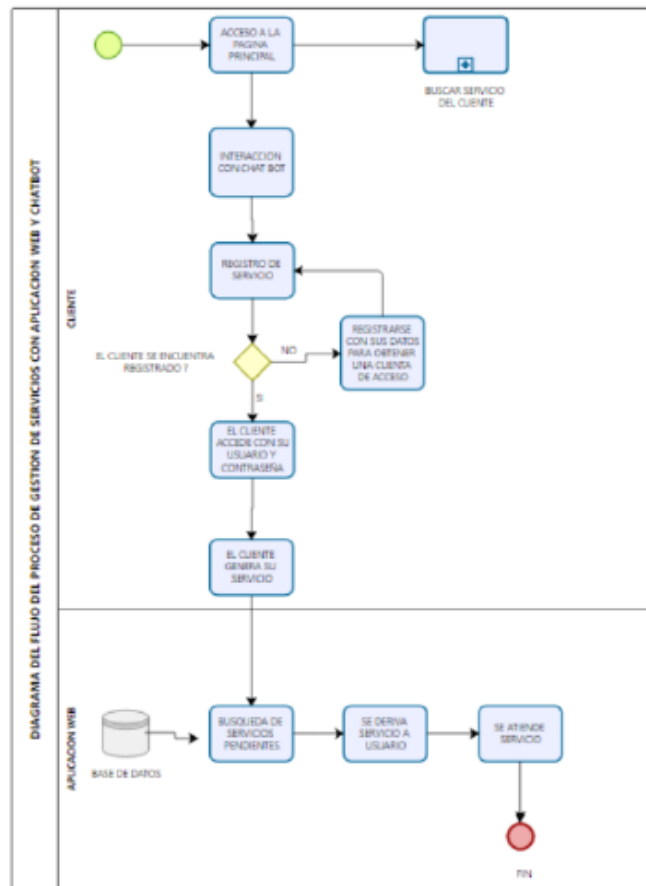 DIAGRAMA DEL FLUJO DEL PROCESO DE GESTION DE SERVICIOS CON APLICACION WEB Y CHATBOT
CLIENTE
ACCESO A LA
PAGINA
PRINCIPAL
BUSCAR SERVICIO
DEL CLIENTE
INTERACCION
CON CHAT BOT
REGISTRO DE
SERVICIO
EL CLIENTE SE ENCUENTRA
REGISTRADO ?
NO
REGISTRARSE
CON SUS DATOS
PARA OBTENER
UNA CUENTA
DE ACCESO
SI
EL CLIENTE
ACCEDE CON SU
USUARIO Y
CONTRASEÑA
EL CLIENTE
GENERA SU
SERVICIO
APLICACION WEB
BASE DE DATOS
BUSQUEDA DE
SERVICIOS
PENDIENTES
SE DERIVA
SERVICIO A
USUARIO
SE ATIENDE
SERVICIO
FIN